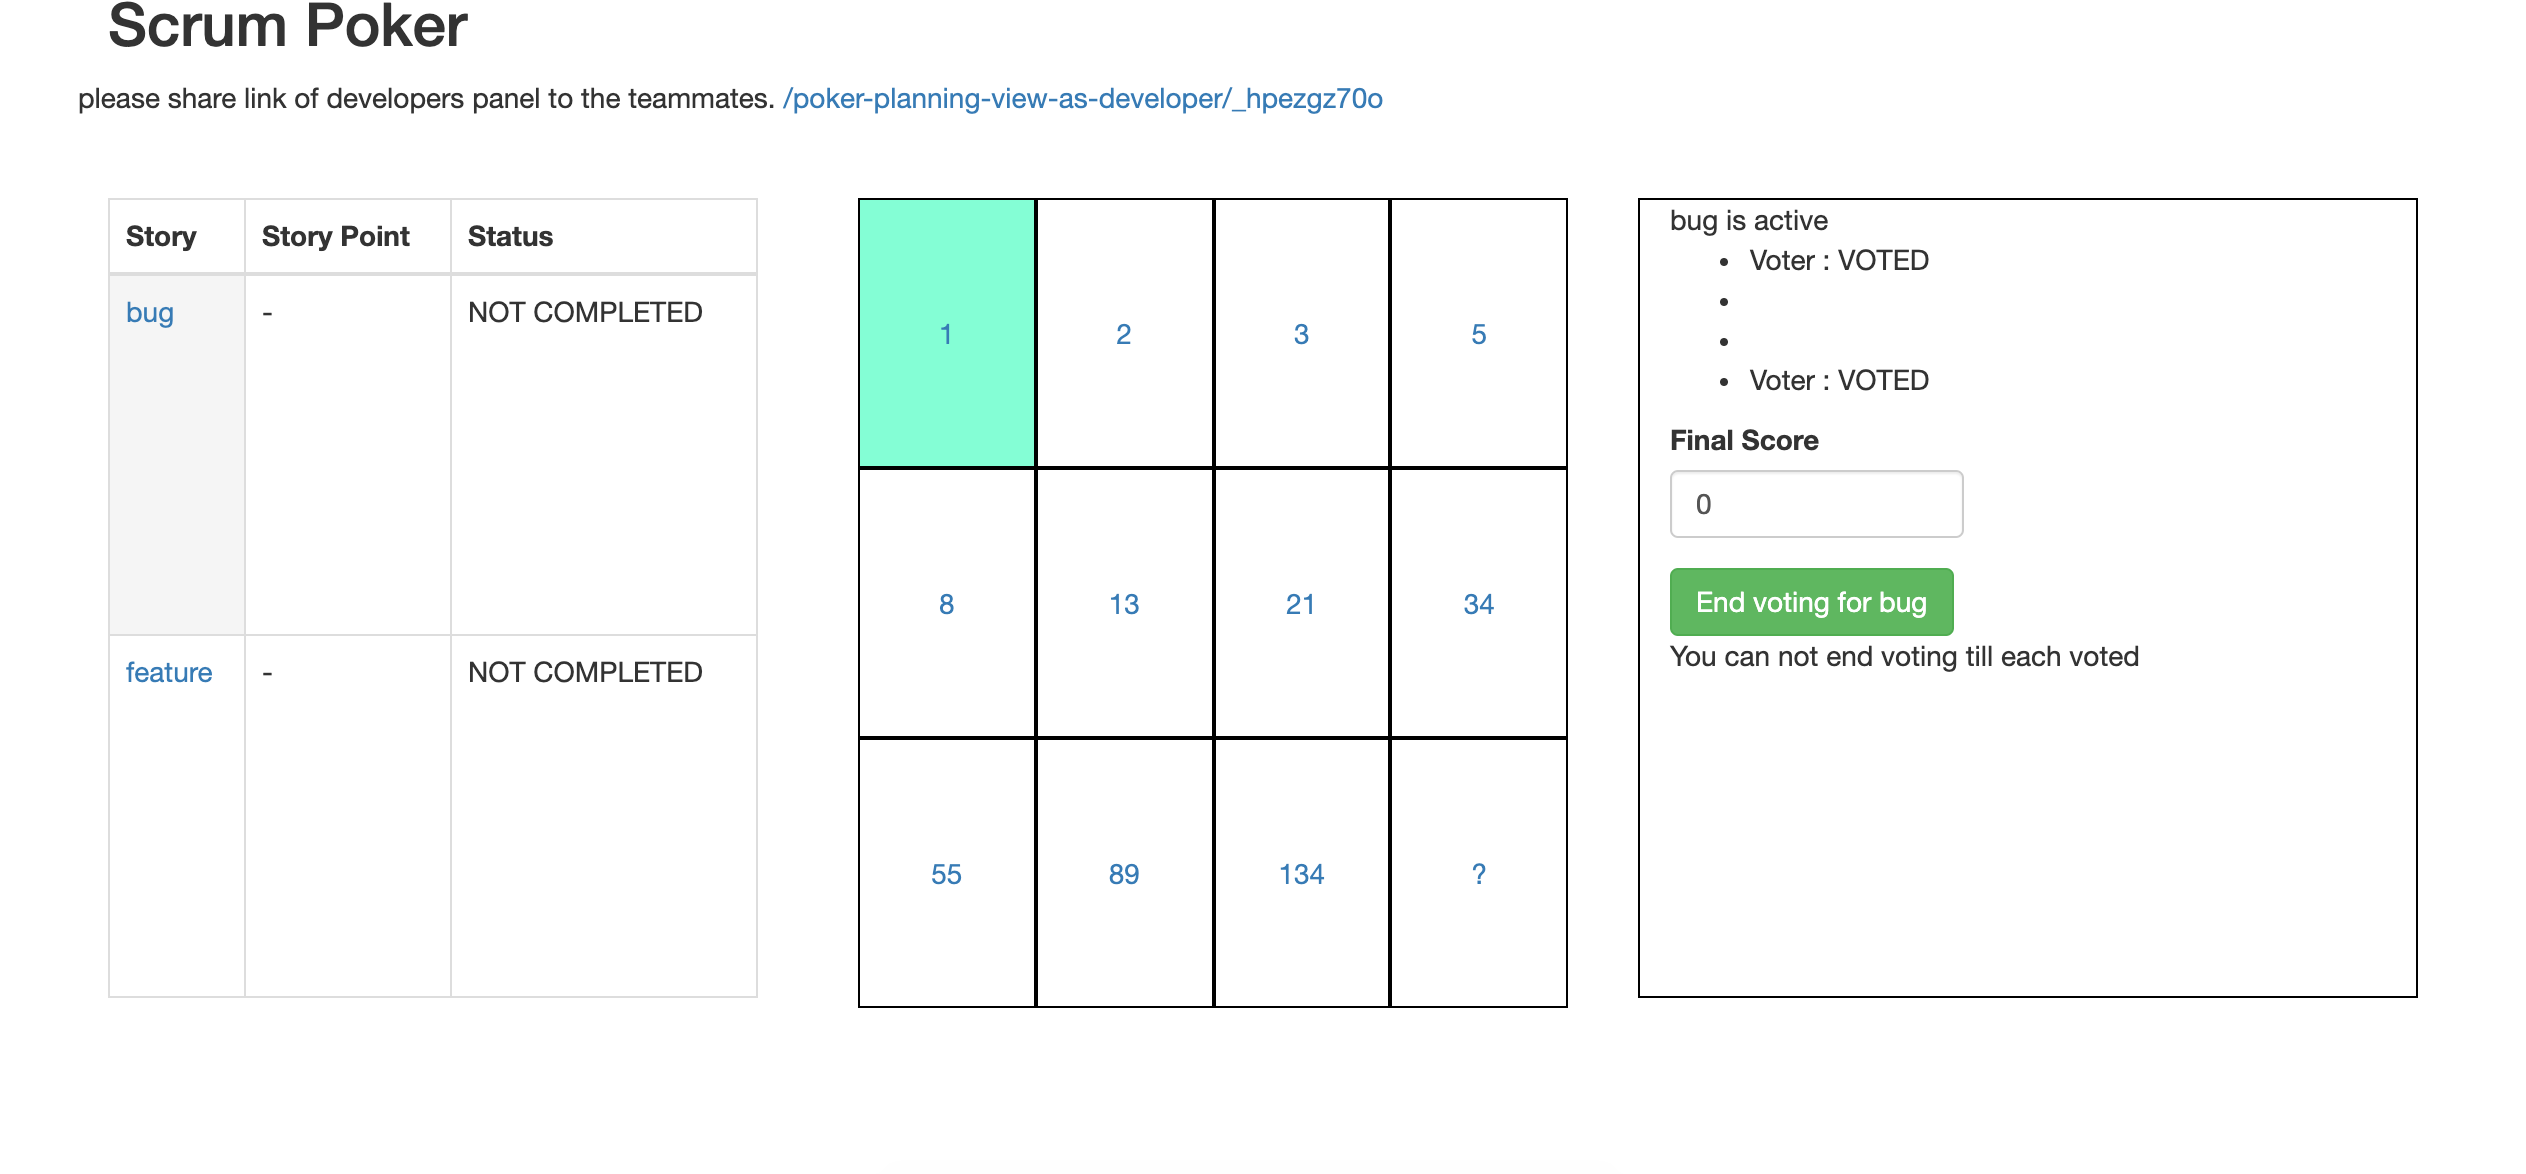 Scrum Poker
please share link of developers panel to the teammates. /poker-planning-view-as-developer/_hpezgz70o
Story Story Point Status
bug - NOT COMPLETED
feature - NOT COMPLETED
1 2 3 5
8 13 21 34
55 89 134 ?
bug is active
Voter : VOTED
Voter : VOTED
Final Score
0
End voting for bug
You can not end voting till each voted